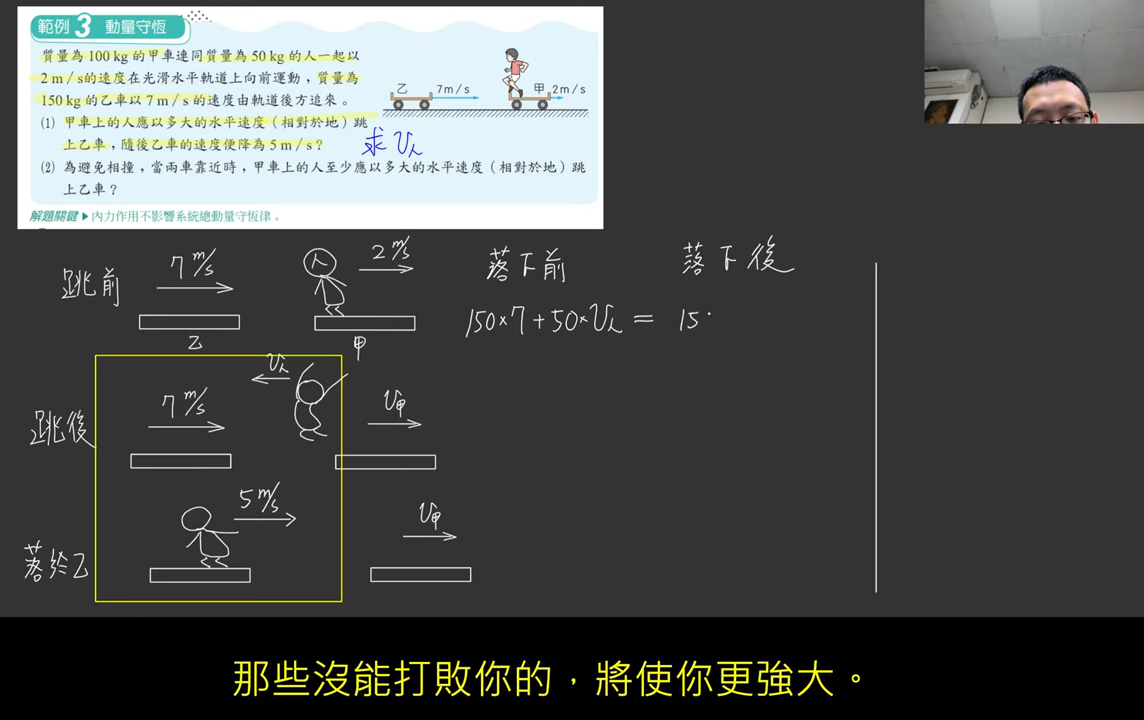 範例 3 動量守恆
質量為 100 kg 的甲車連同質量為 50 kg 的人一起以
2 m / s的速度在光滑水平軌道上向前運動，質量為
150 kg 的乙車以 7 m / s 的速度由軌道後方追來。
(1) 甲車上的人應以多大的水平速度（相對於地）跳
上乙車，隨後乙車的速度便降為 5 m / s？
(2) 為避免相撞，當兩車靠近時，甲車上的人至少應以多大的水平速度（相對於地）跳
上乙車？
解題關鍵▶內力作用不影響系統總動量守恆律。
乙 7 m / s 甲 2 m / s
求 V人
跳前 7 m/s 人 2 m/s
乙 甲
落下前 落下後
150×7+50×V人 = 15
跳後 7 m/s V人 V甲
落於乙 5 m/s V甲
那些沒能打敗你的，將使你更強大。